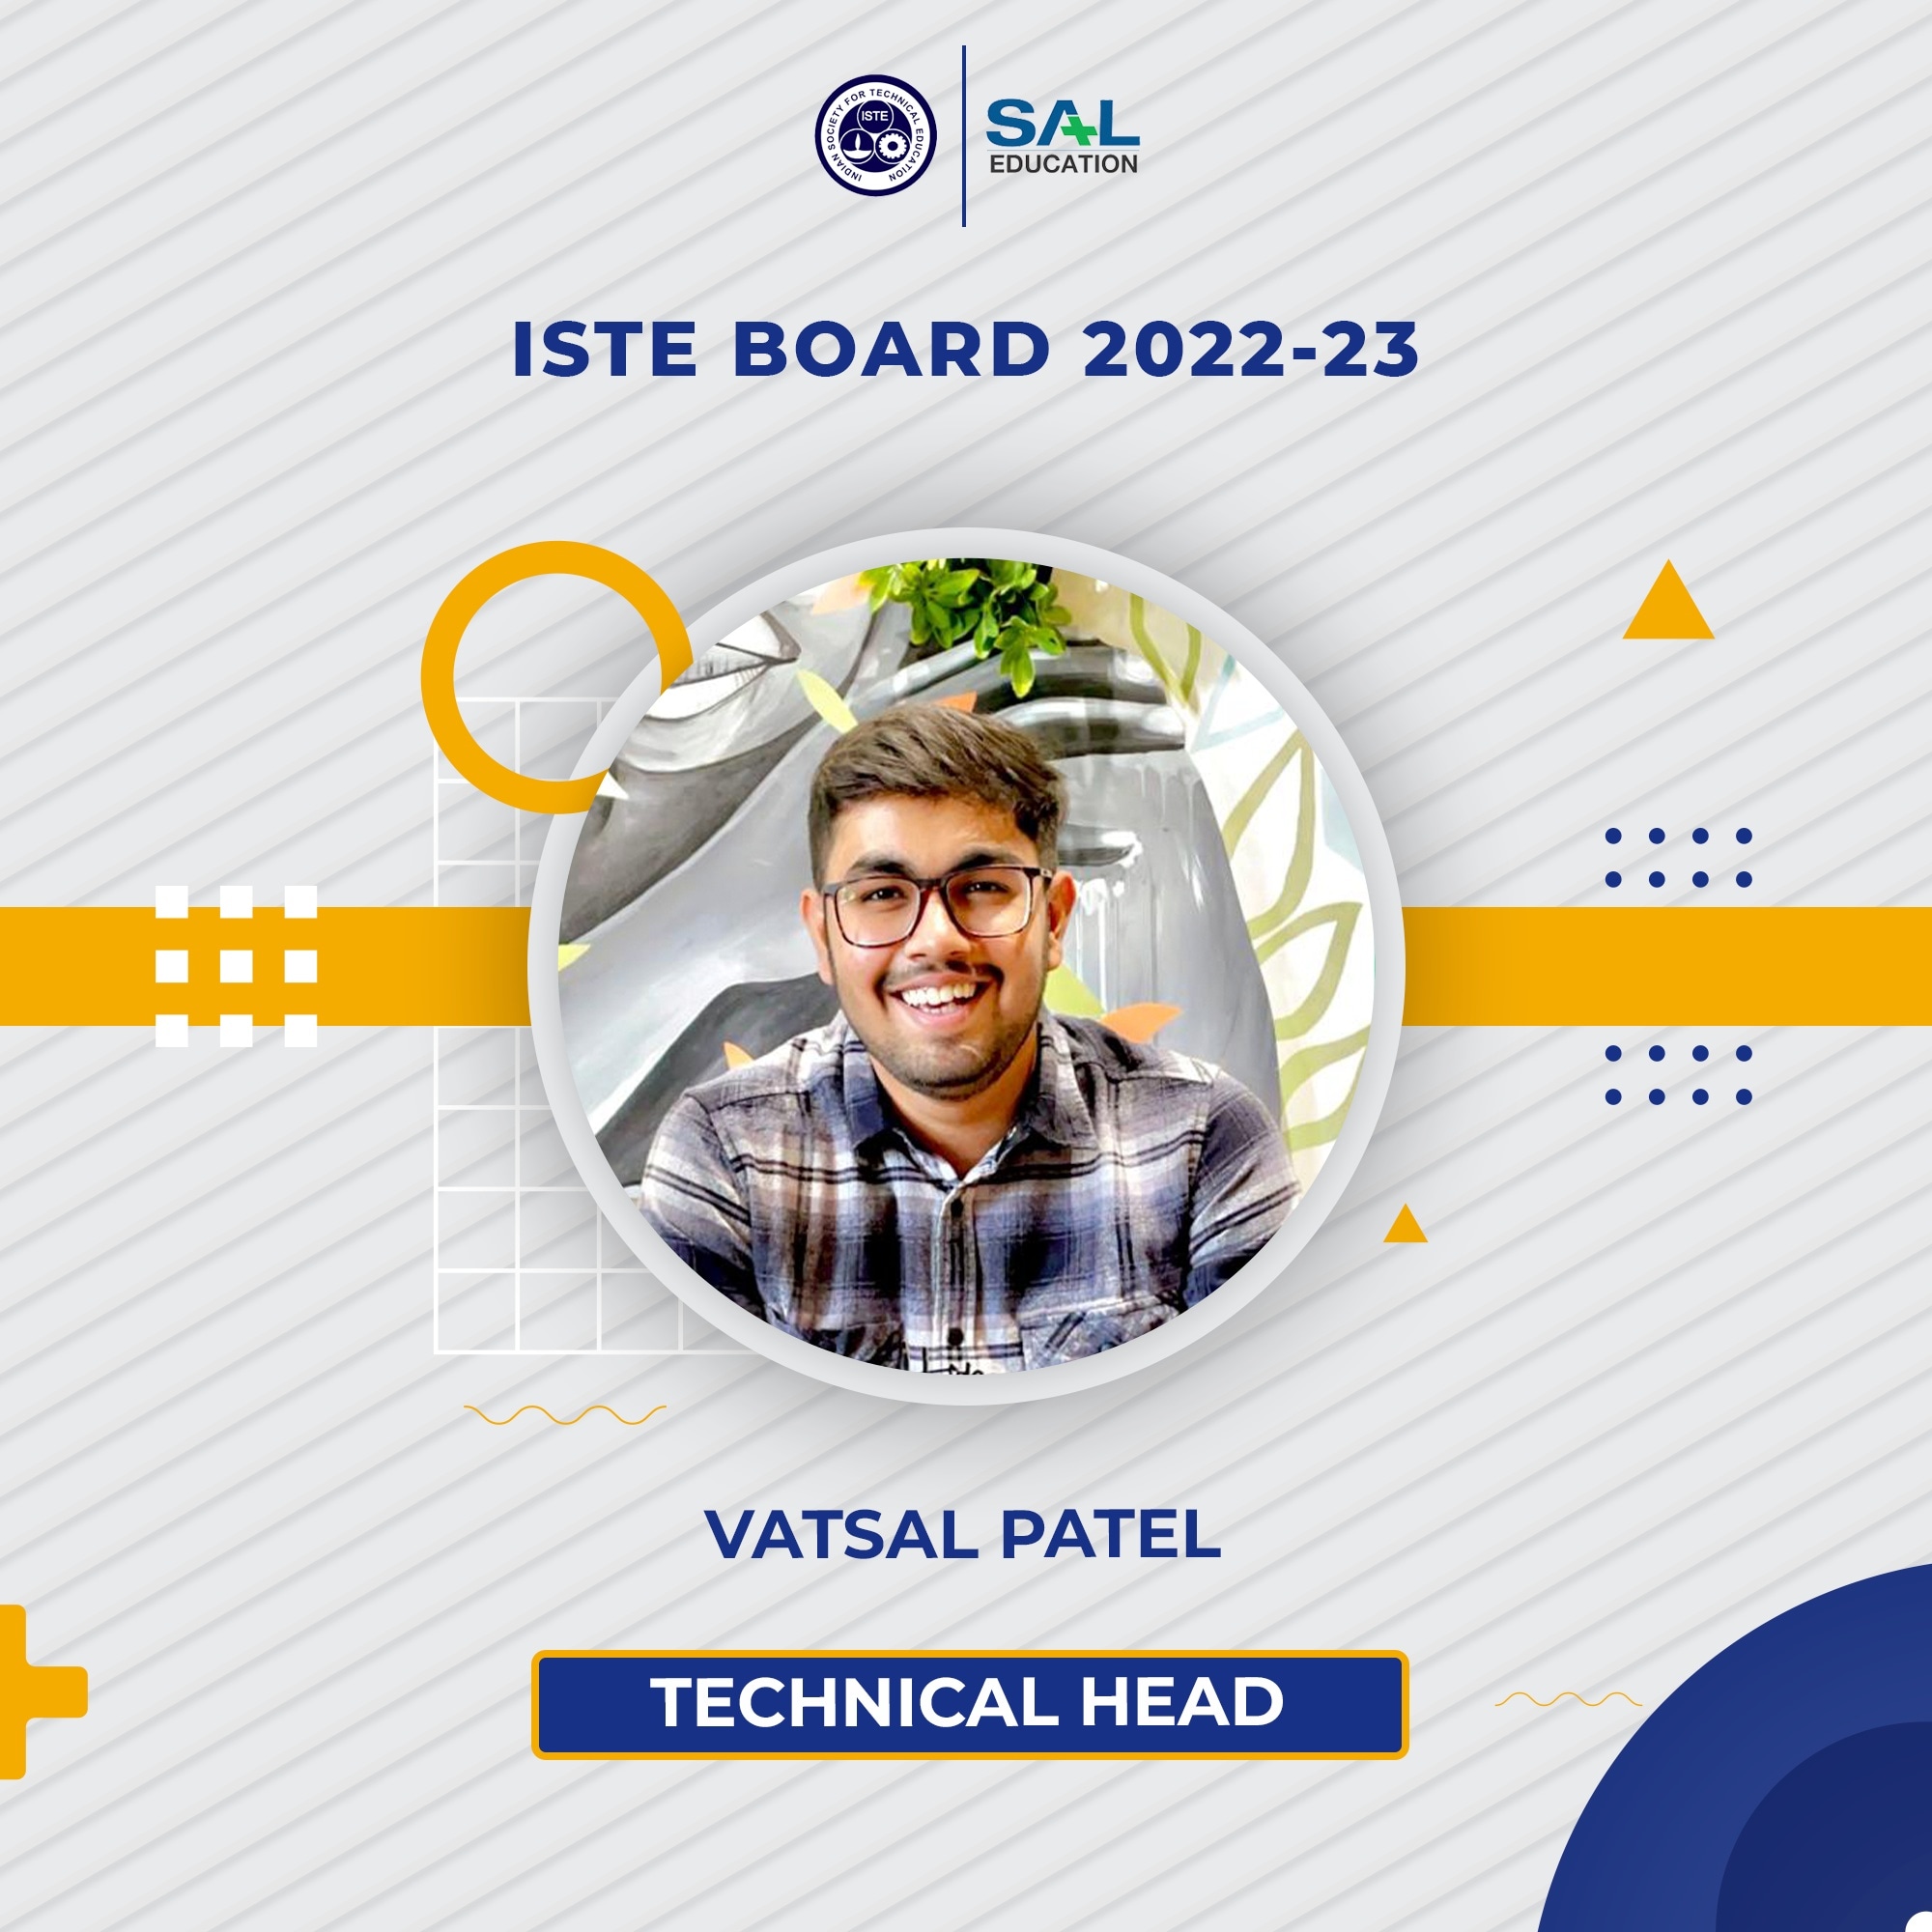 INDIAN SOCIETY FOR TECHNICAL EDUCATION
ISTE
SAL
EDUCATION
ISTE BOARD 2022-23
VATSAL PATEL
TECHNICAL HEAD